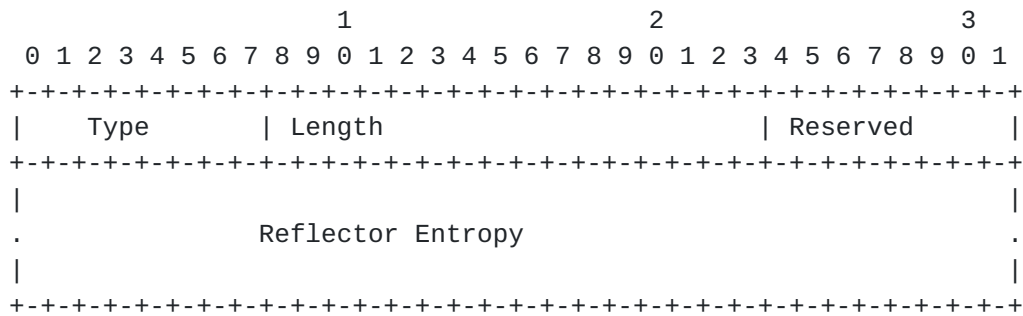 1                   2                   3
 0 1 2 3 4 5 6 7 8 9 0 1 2 3 4 5 6 7 8 9 0 1 2 3 4 5 6 7 8 9 0 1
+-+-+-+-+-+-+-+-+-+-+-+-+-+-+-+-+-+-+-+-+-+-+-+-+-+-+-+-+-+-+-+-+
|    Type       | Length                        | Reserved      |
+-+-+-+-+-+-+-+-+-+-+-+-+-+-+-+-+-+-+-+-+-+-+-+-+-+-+-+-+-+-+-+-+
|                                                               |
.               Reflector Entropy                               .
|                                                               |
+-+-+-+-+-+-+-+-+-+-+-+-+-+-+-+-+-+-+-+-+-+-+-+-+-+-+-+-+-+-+-+-+